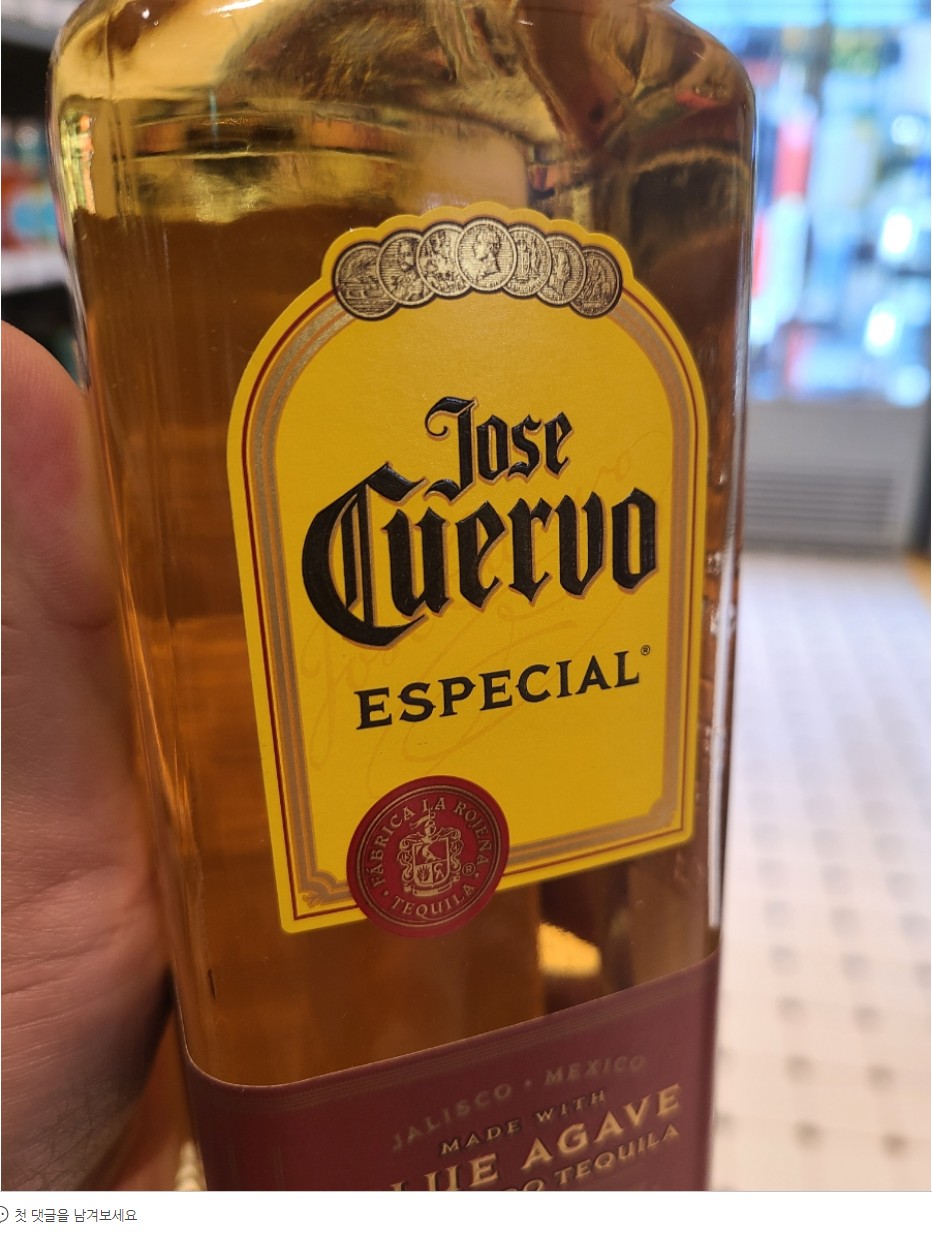 Jose
Cuervo
ESPECIAL®
FÁBRICA LA ROJEÑA
TEQUILA®
JALISCO • MEXICO
MADE WITH
AGAVE
TEQUILA
첫 댓글을 남겨보세요